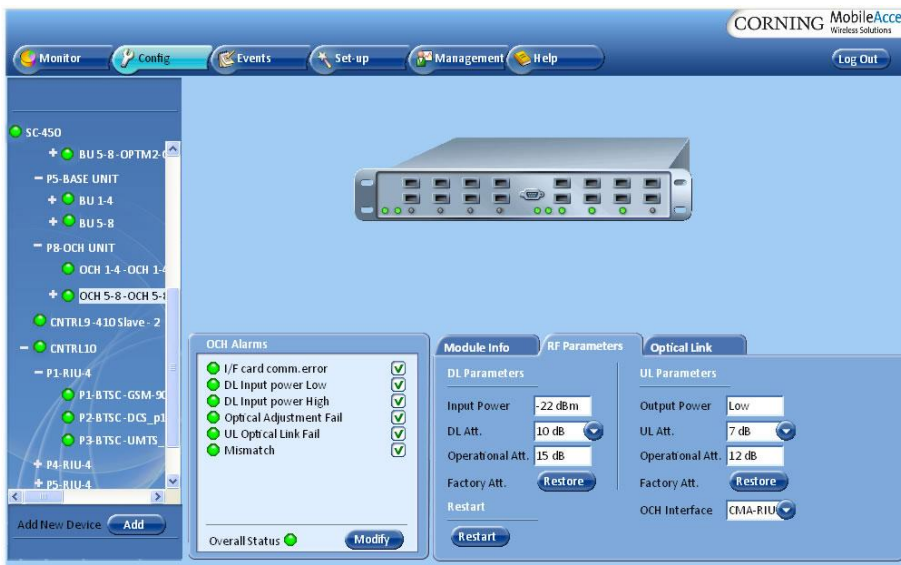 CORNING MobileAcce
Wireless Solutions
Monitor Config Events Set-up Management Help Log Out
SC-450
BU 5-8-OPTM2-
P5-BASE UNIT
BU 1-4
BU 5-8
P8-OCH UNIT
OCH 1-4-OCH 1-4
OCH 5-8-OCH 5-8
CNTRL9-410 Slave-2
CNTRL10
P1-RIU-4
P1-BTSC-GSM-90
P2-BTSC-DCS_p1
P3-BTSC-UMTS_
P4-RIU-4
P5-RIU-4
Add New Device Add
OCH Alarms
I/F card comm.error
DL Input power Low
DL Input power High
Optical Adjustment Fail
UL Optical Link Fail
Mismatch
Overall Status Modify
Module Info RF Parameters Optical Link
DL Parameters
Input Power -22 dBm
DL Att. 10 dB
Operational Att. 15 dB
Factory Att. Restore
Restart
Restart
UL Parameters
Output Power Low
UL Att. 7 dB
Operational Att. 12 dB
Factory Att. Restore
OCH Interface CMA-RIU